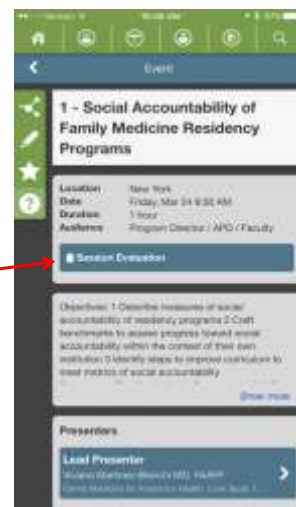 Event
1 - Social Accountability of
Family Medicine Residency
Programs
Location New York
Date Friday, Mar 24 9:35 AM
Duration 1 hour
Audience Program Director / APD / Faculty
Session Evaluation
Objectives: 1 Describe measures of social
accountability of residency programs 2 Craft
benchmarks to assess progress toward social
accountability within the context of their own
institution 3 Identify steps to improve curriculum to
meet metrics of social accountability
Show more
Presenters
Lead Presenter